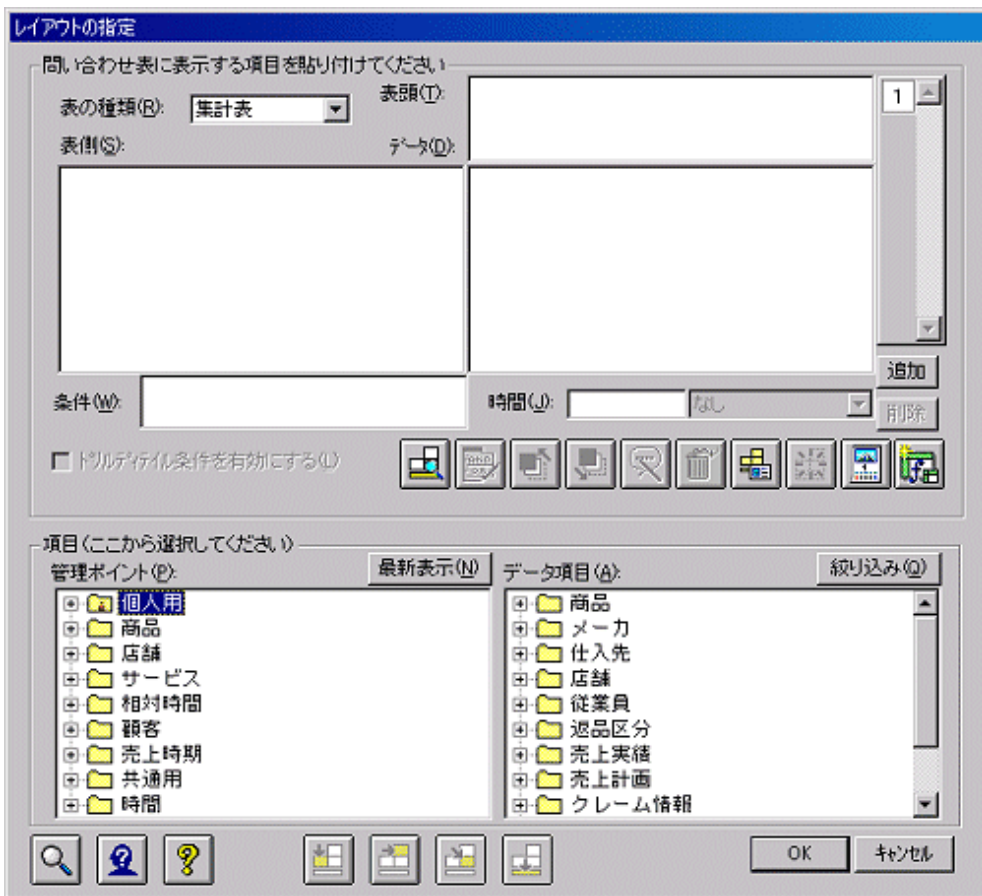 レイアウトの指定
問い合わせ表に表示する項目を貼り付けてください
表の種類(R): 集計表 表頭(T): 1
表側(S): データ(D):
追加
条件(W): 時間(J): なし 削除
ドリルディテイル条件を有効にする(L)
項目(ここから選択してください)
管理ポイント(P): 最新表示(N) データ項目(A): 絞り込み(Q)
個人用 商品
商品 メーカ
店舗 仕入先
サービス 店舗
相対時間 従業員
顧客 返品区分
売上時期 売上実績
共通用 売上計画
時間 クレーム情報
OK キャンセル